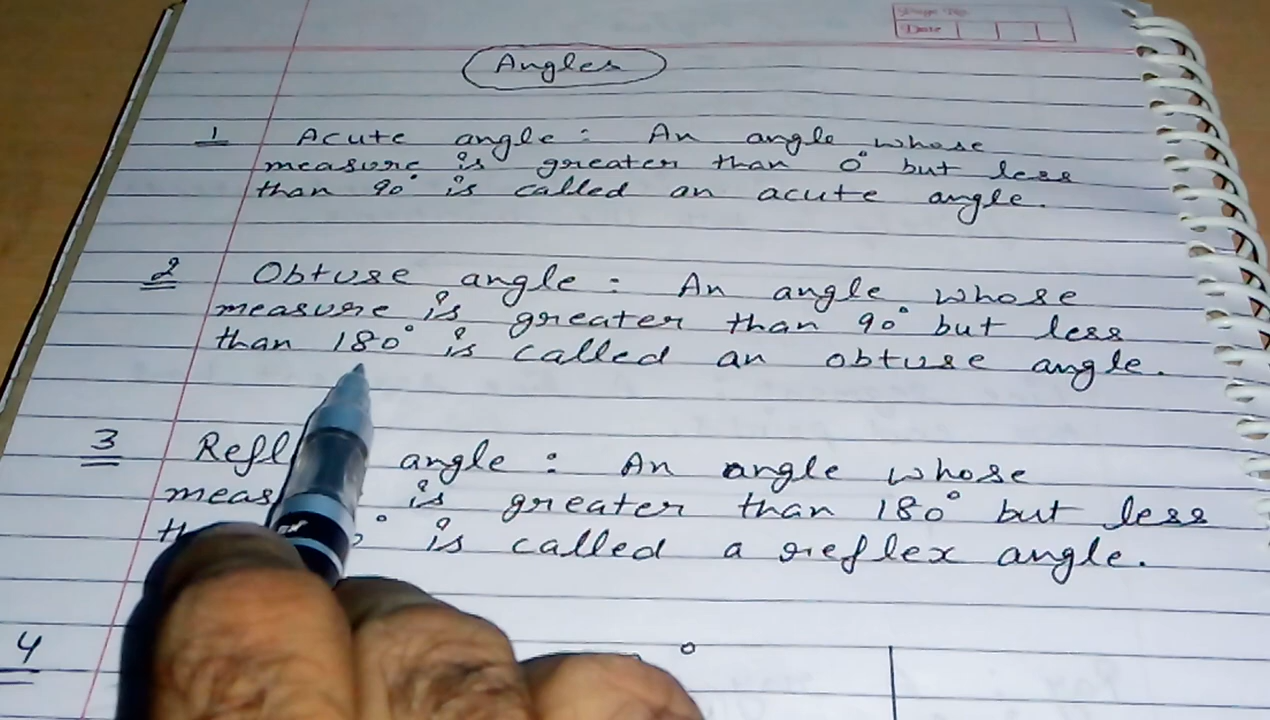 Page No.
Date
Angles
1 Acute angle : An angle whose
measure is greater than 0° but less
than 90° is called an acute angle.
2 Obtuse angle : An angle whose
measure is greater than 90° but less
than 180° is called an obtuse angle.
3 angle : An angle whose
is greater than 180° but less
° is called a reflex angle.
4